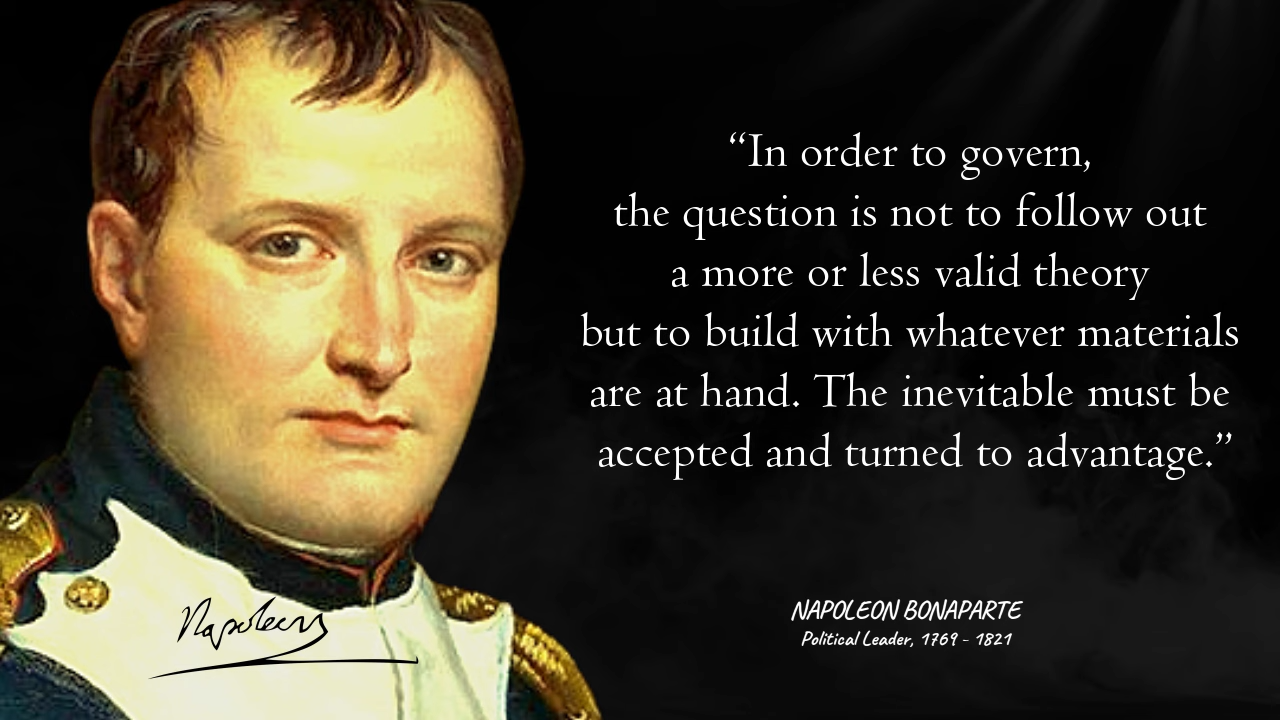 “In order to govern,
the question is not to follow out
a more or less valid theory
but to build with whatever materials
are at hand. The inevitable must be
accepted and turned to advantage.”
NAPOLEON BONAPARTE
Political Leader, 1769 - 1821
Napoleon